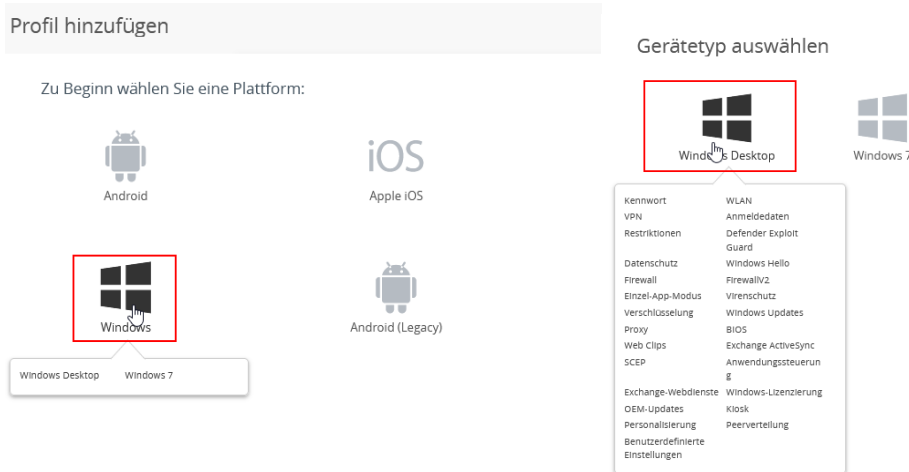 Profil hinzufügen
Zu Beginn wählen Sie eine Plattform:
Android
iOS
Apple iOS
Windows
Android (Legacy)
Windows Desktop Windows 7
Gerätetyp auswählen
Windows Desktop
Windows 7
Kennwort WLAN
VPN Anmeldedaten
Restriktionen Defender Exploit
Guard
Datenschutz Windows Hello
Firewall FirewallV2
Einzel-App-Modus Virenschutz
Verschlüsselung Windows Updates
Proxy BIOS
Web Clips Exchange ActiveSync
SCEP Anwendungssteuerun
g
Exchange-Webdienste Windows-Lizenzierung
OEM-Updates Kiosk
Personalisierung Peerverteilung
Benutzerdefinierte
Einstellungen